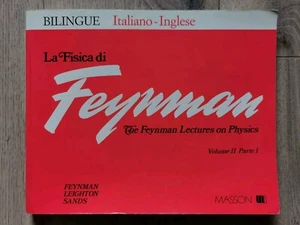 BILINGUE Italiano-Inglese
La Fisica di
Feynman
The Feynman Lectures on Physics
Volume II Parte 1
FEYNMAN
LEIGHTON
SANDS
MASSON